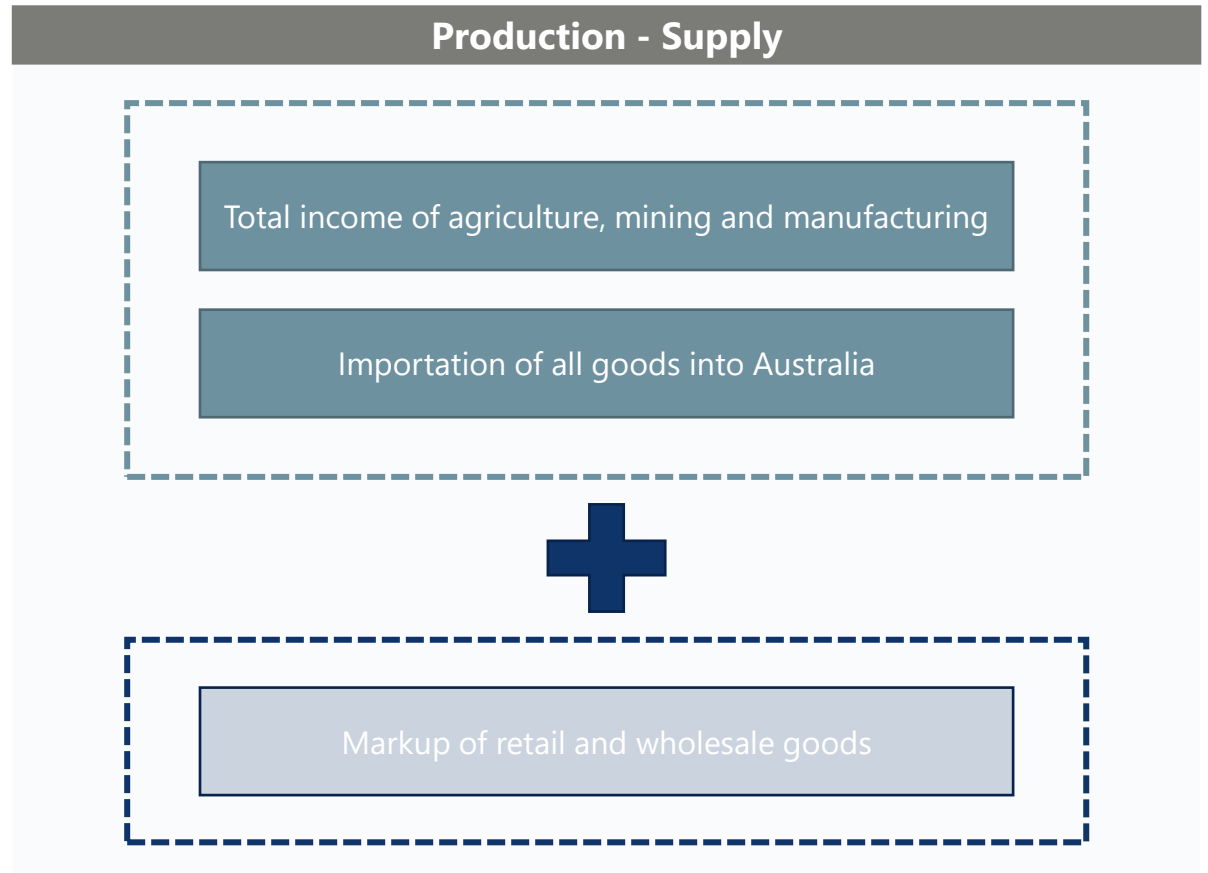 Production - Supply
Total income of agriculture, mining and manufacturing
Importation of all goods into Australia
Markup of retail and wholesale goods